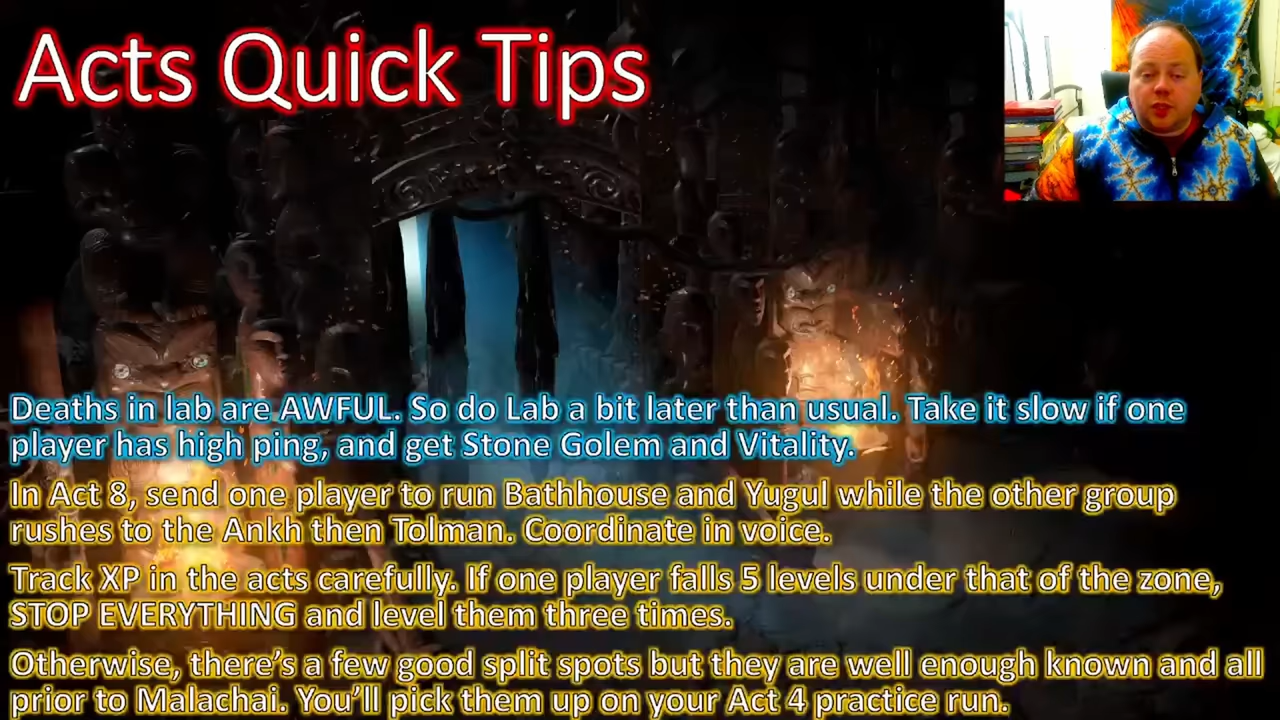 Acts Quick Tips
Deaths in lab are AWFUL. So do Lab a bit later than usual. Take it slow if one
player has high ping, and get Stone Golem and Vitality.
In Act 8, send one player to run Bathhouse and Yugul while the other group
rushes to the Ankh then Tolman. Coordinate in voice.
Track XP in the acts carefully. If one player falls 5 levels under that of the zone,
STOP EVERYTHING and level them three times.
Otherwise, there's a few good split spots but they are well enough known and all
prior to Malachai. You'll pick them up on your Act 4 practice run.